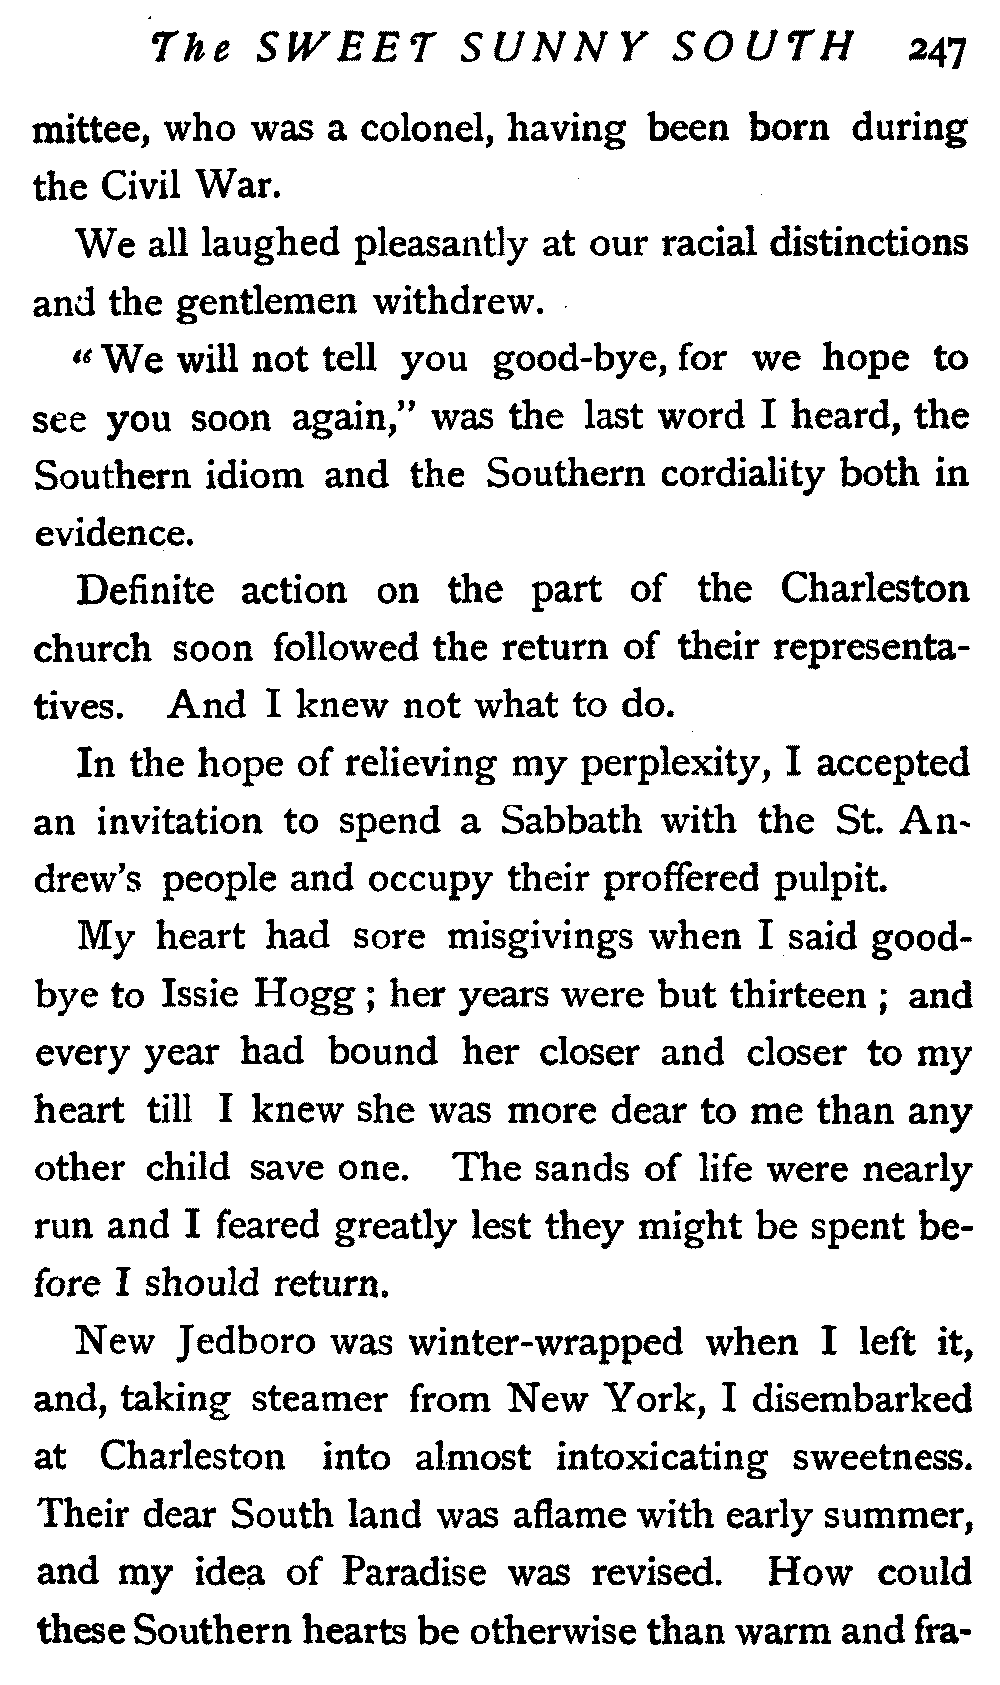 The SWEET SUNNY SOUTH 247
mittee, who was a colonel, having been born during
the Civil War.
We all laughed pleasantly at our racial distinctions
and the gentlemen withdrew.
“We will not tell you good-bye, for we hope to
see you soon again,” was the last word I heard, the
Southern idiom and the Southern cordiality both in
evidence.
Definite action on the part of the Charleston
church soon followed the return of their representa-
tives. And I knew not what to do.
In the hope of relieving my perplexity, I accepted
an invitation to spend a Sabbath with the St. An-
drew’s people and occupy their proffered pulpit.
My heart had sore misgivings when I said good-
bye to Issie Hogg ; her years were but thirteen ; and
every year had bound her closer and closer to my
heart till I knew she was more dear to me than any
other child save one. The sands of life were nearly
run and I feared greatly lest they might be spent be-
fore I should return.
New Jedboro was winter-wrapped when I left it,
and, taking steamer from New York, I disembarked
at Charleston into almost intoxicating sweetness.
Their dear South land was aflame with early summer,
and my idea of Paradise was revised. How could
these Southern hearts be otherwise than warm and fra-